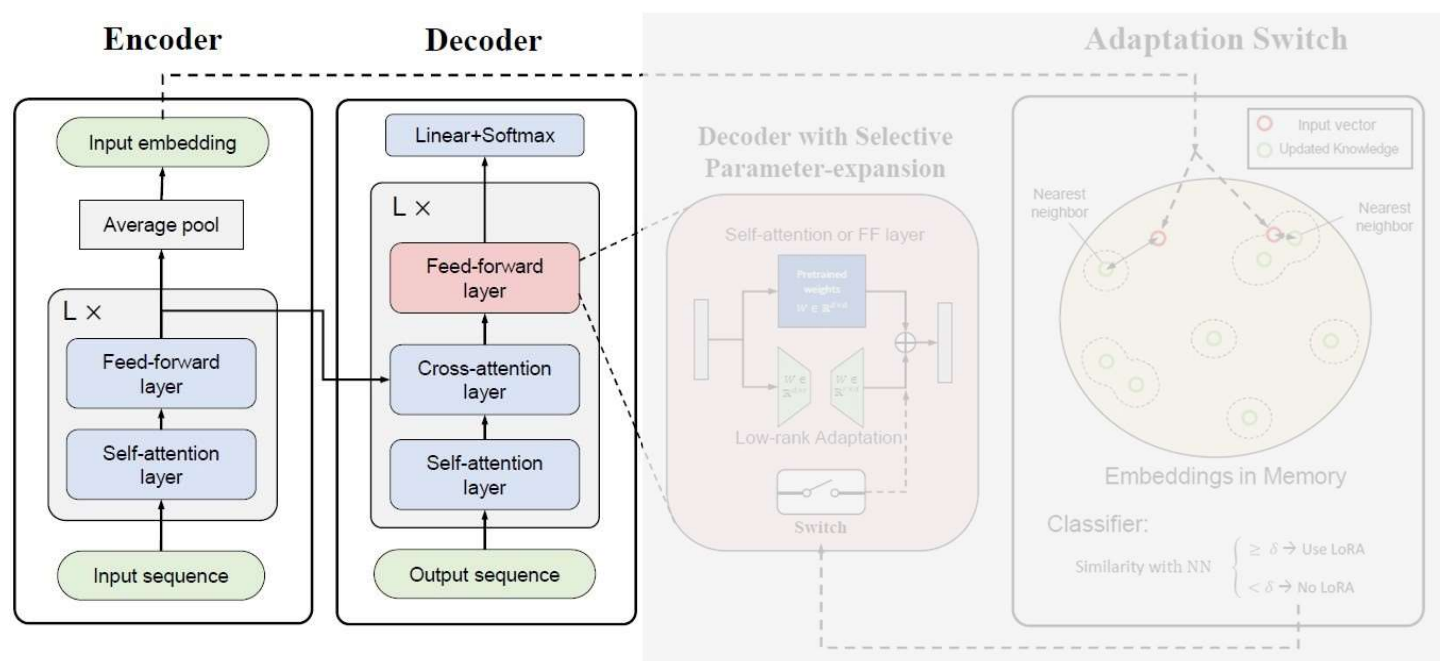 Encoder
Input embedding
Average pool
L ×
Feed-forward
layer
Self-attention
layer
Input sequence
Decoder
Linear+Softmax
L ×
Feed-forward
layer
Cross-attention
layer
Self-attention
layer
Output sequence
Decoder with Selective
Parameter-expansion
Self-attention or FF layer
Pretrained
weights
W ∈
W ∈
W ∈
Low-rank Adaptation
Switch
Adaptation Switch
Input vector
Updated Knowledge
Nearest
neighbor
Nearest
neighbor
Embeddings in Memory
Classifier:
Similarity with NN
≥ δ → Use LoRA
< δ → No LoRA